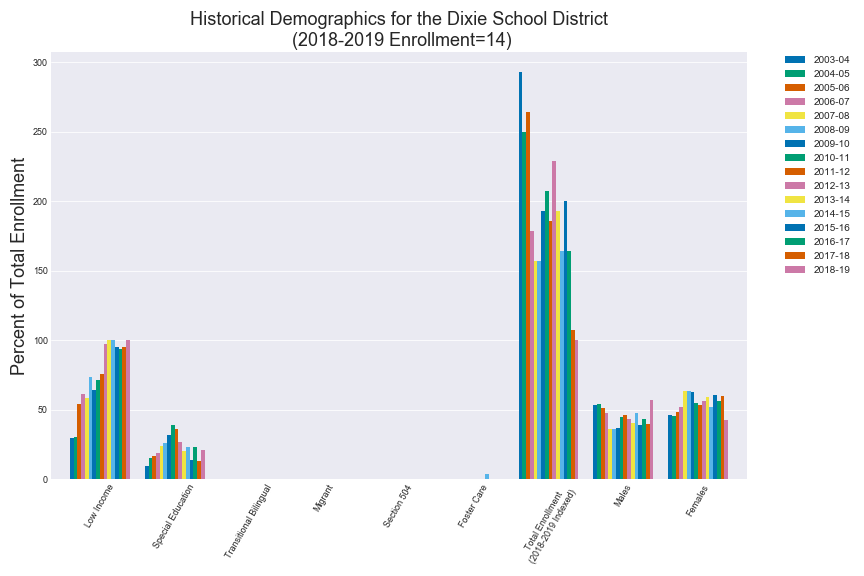 Historical Demographics for the Dixie School District
(2018-2019 Enrollment=14)
Percent of Total Enrollment
300
250
200
150
100
50
0
Low Income
Special Education
Transitional Bilingual
Migrant
Section 504
Foster Care
Total Enrollment
(2018-2019 Indexed)
Males
Females
2003-04
2004-05
2005-06
2006-07
2007-08
2008-09
2009-10
2010-11
2011-12
2012-13
2013-14
2014-15
2015-16
2016-17
2017-18
2018-19